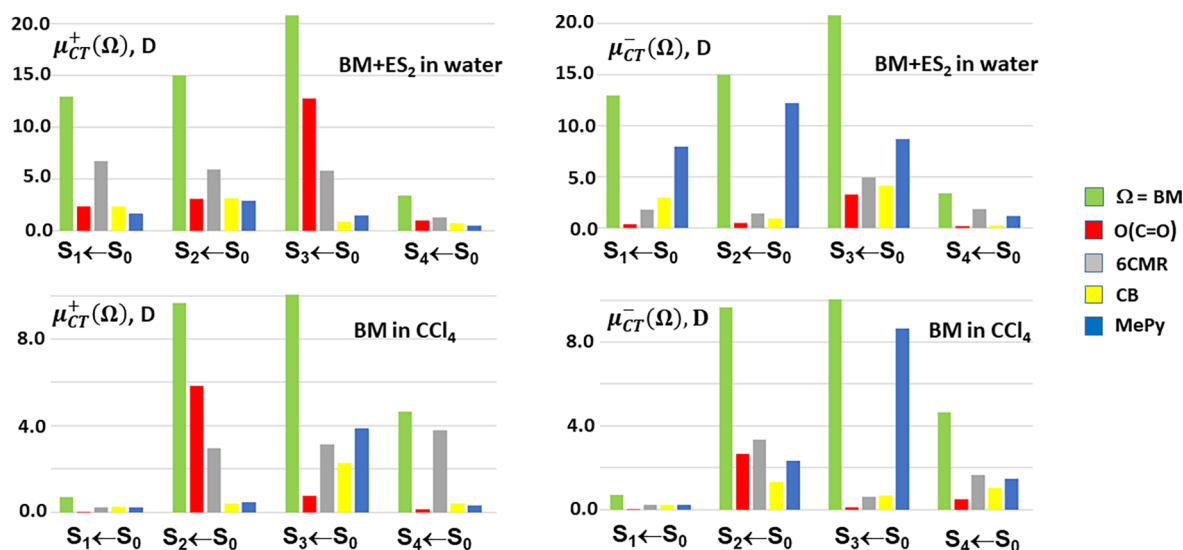 20.0
μ⁺_CT(Ω), D
BM+ES₂ in water
15.0
10.0
5.0
0.0
S₁←S₀ S₂←S₀ S₃←S₀ S₄←S₀
20.0
μ⁻_CT(Ω), D
BM+ES₂ in water
15.0
10.0
5.0
0.0
S₁←S₀ S₂←S₀ S₃←S₀ S₄←S₀
μ⁺_CT(Ω), D
BM in CCl₄
8.0
4.0
0.0
S₁←S₀ S₂←S₀ S₃←S₀ S₄←S₀
μ⁻_CT(Ω), D
BM in CCl₄
8.0
4.0
0.0
S₁←S₀ S₂←S₀ S₃←S₀ S₄←S₀
Ω = BM
O(C=O)
6CMR
CB
MePy